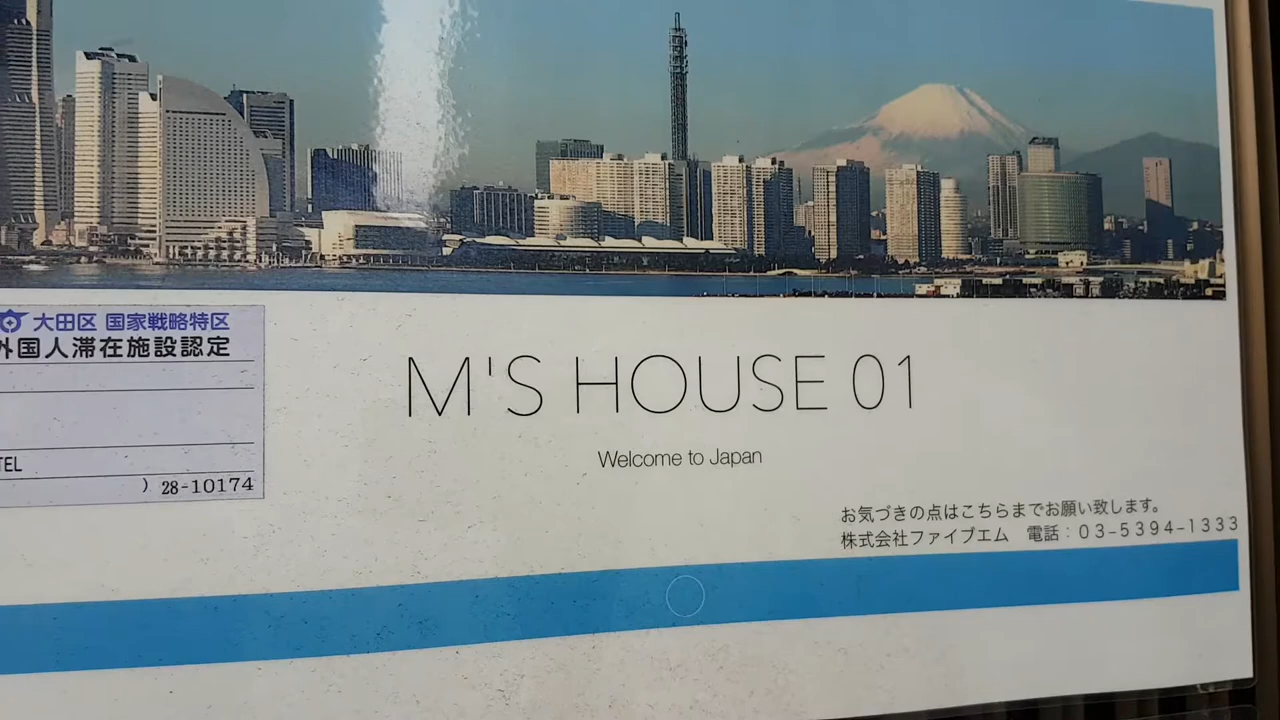 大田区 国家戦略特区
外国人滞在施設認定
TEL
) 28-10174
M'S HOUSE 01
Welcome to Japan
お気づきの点はこちらまでお願い致します。
株式会社ファイブエム 電話：03-5394-1333